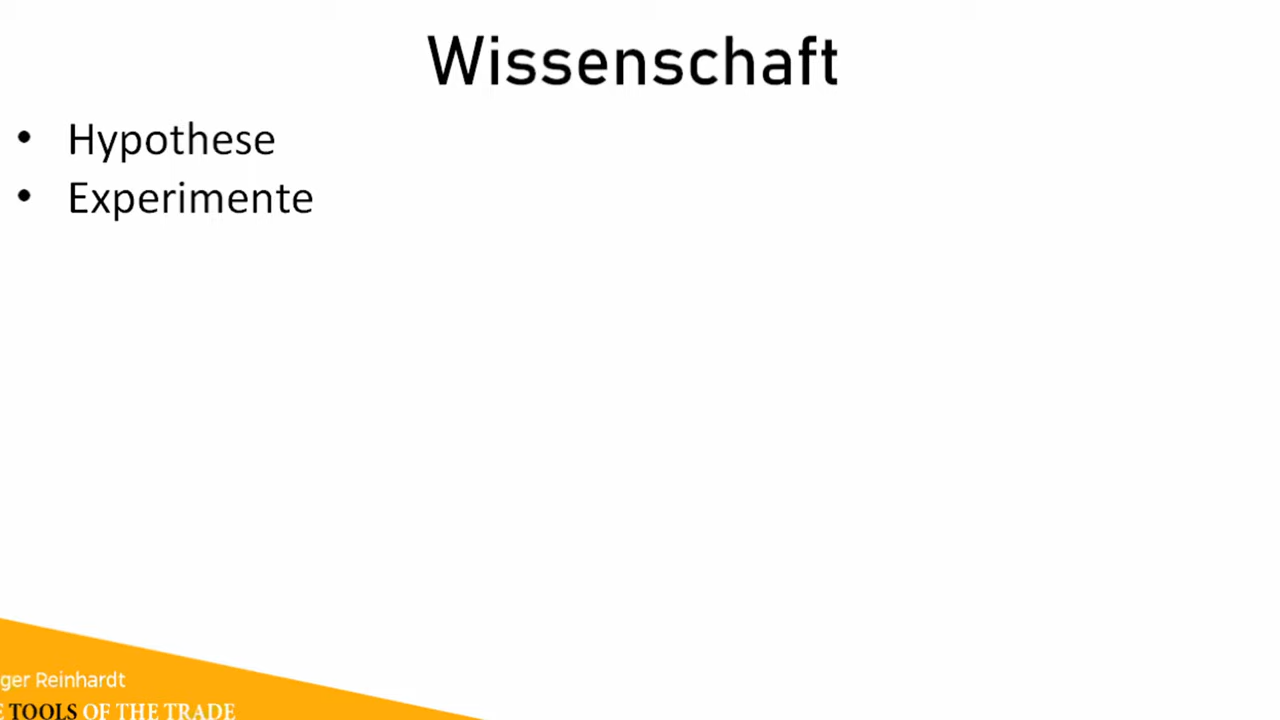 Wissenschaft
• Hypothese
• Experimente
ger Reinhardt
TOOLS OF THE TRADE